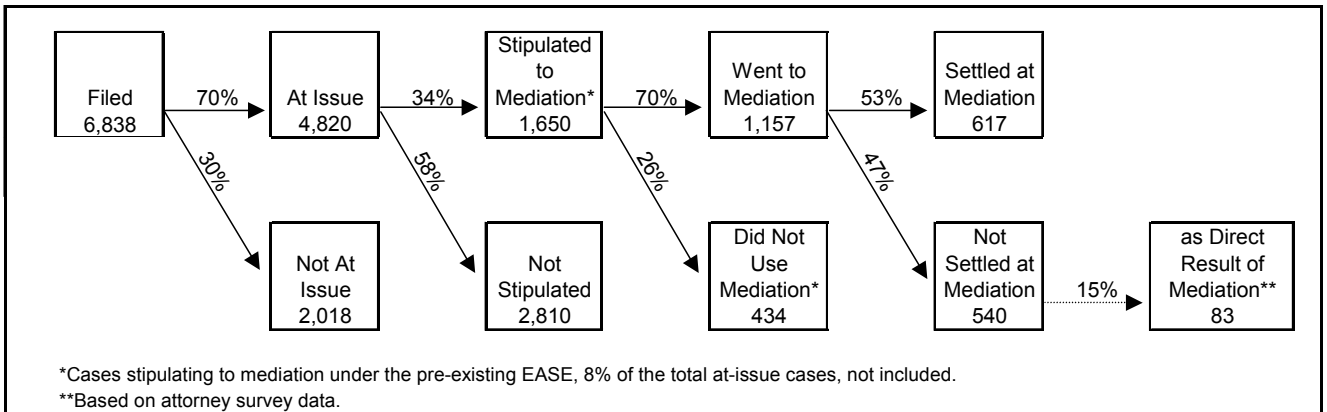 Filed
6,838
70%
30%
At Issue
4,820
34%
58%
Stipulated
to
Mediation*
1,650
70%
26%
Went to
Mediation
1,157
53%
47%
Settled at
Mediation
617
Not At
Issue
2,018
Not
Stipulated
2,810
Did Not
Use
Mediation*
434
Not
Settled at
Mediation
540
15%
as Direct
Result of
Mediation**
83
*Cases stipulating to mediation under the pre-existing EASE, 8% of the total at-issue cases, not included.
**Based on attorney survey data.